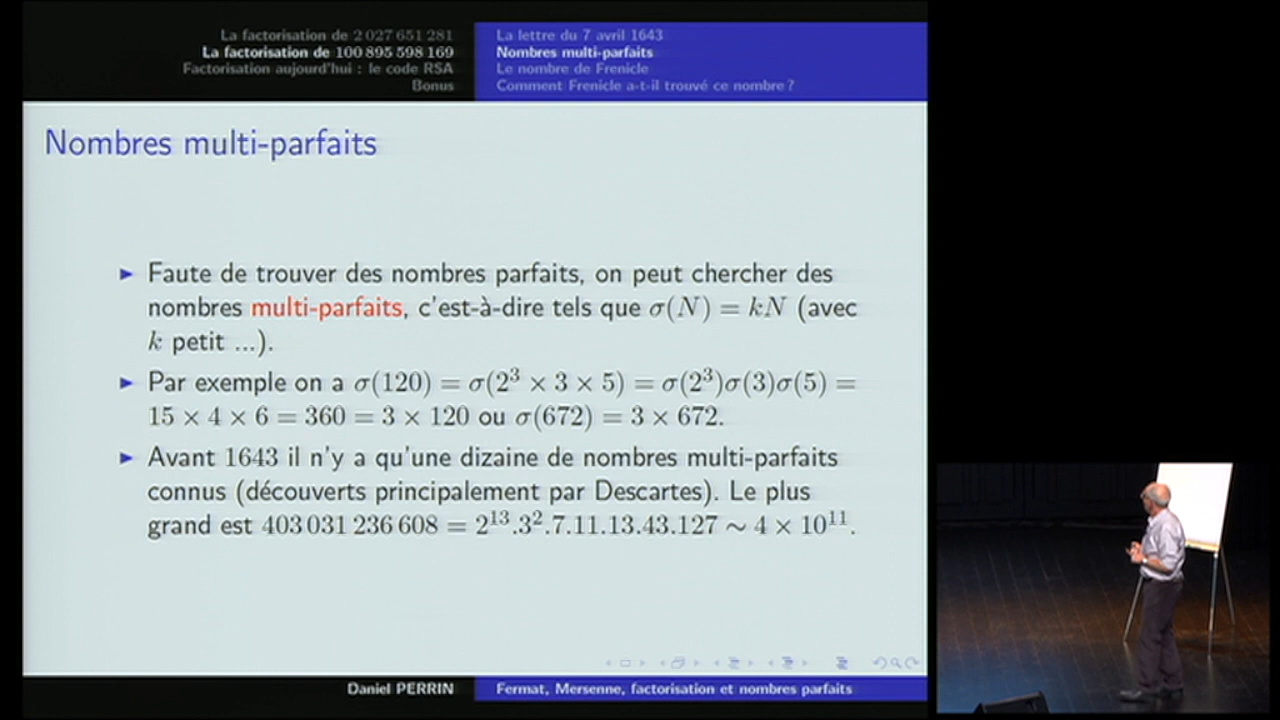 La factorisation de 2 027 651 281
La factorisation de 100 895 598 169
Factorisation aujourd'hui : le code RSA
Bonus
La lettre du 7 avril 1643
Nombres multi-parfaits
Le nombre de Frenicle
Comment Frenicle a-t-il trouvé ce nombre ?
Nombres multi-parfaits
► Faute de trouver des nombres parfaits, on peut chercher des
nombres multi-parfaits, c'est-à-dire tels que σ(N) = kN (avec
k petit ...).
► Par exemple on a σ(120) = σ(2³ × 3 × 5) = σ(2³)σ(3)σ(5) =
15 × 4 × 6 = 360 = 3 × 120 ou σ(672) = 3 × 672.
► Avant 1643 il n'y a qu'une dizaine de nombres multi-parfaits
connus (découverts principalement par Descartes). Le plus
grand est 403 031 236 608 = 2¹³.3².7.11.13.43.127 ∼ 4 × 10¹¹.
Daniel PERRIN
Fermat, Mersenne, factorisation et nombres parfaits